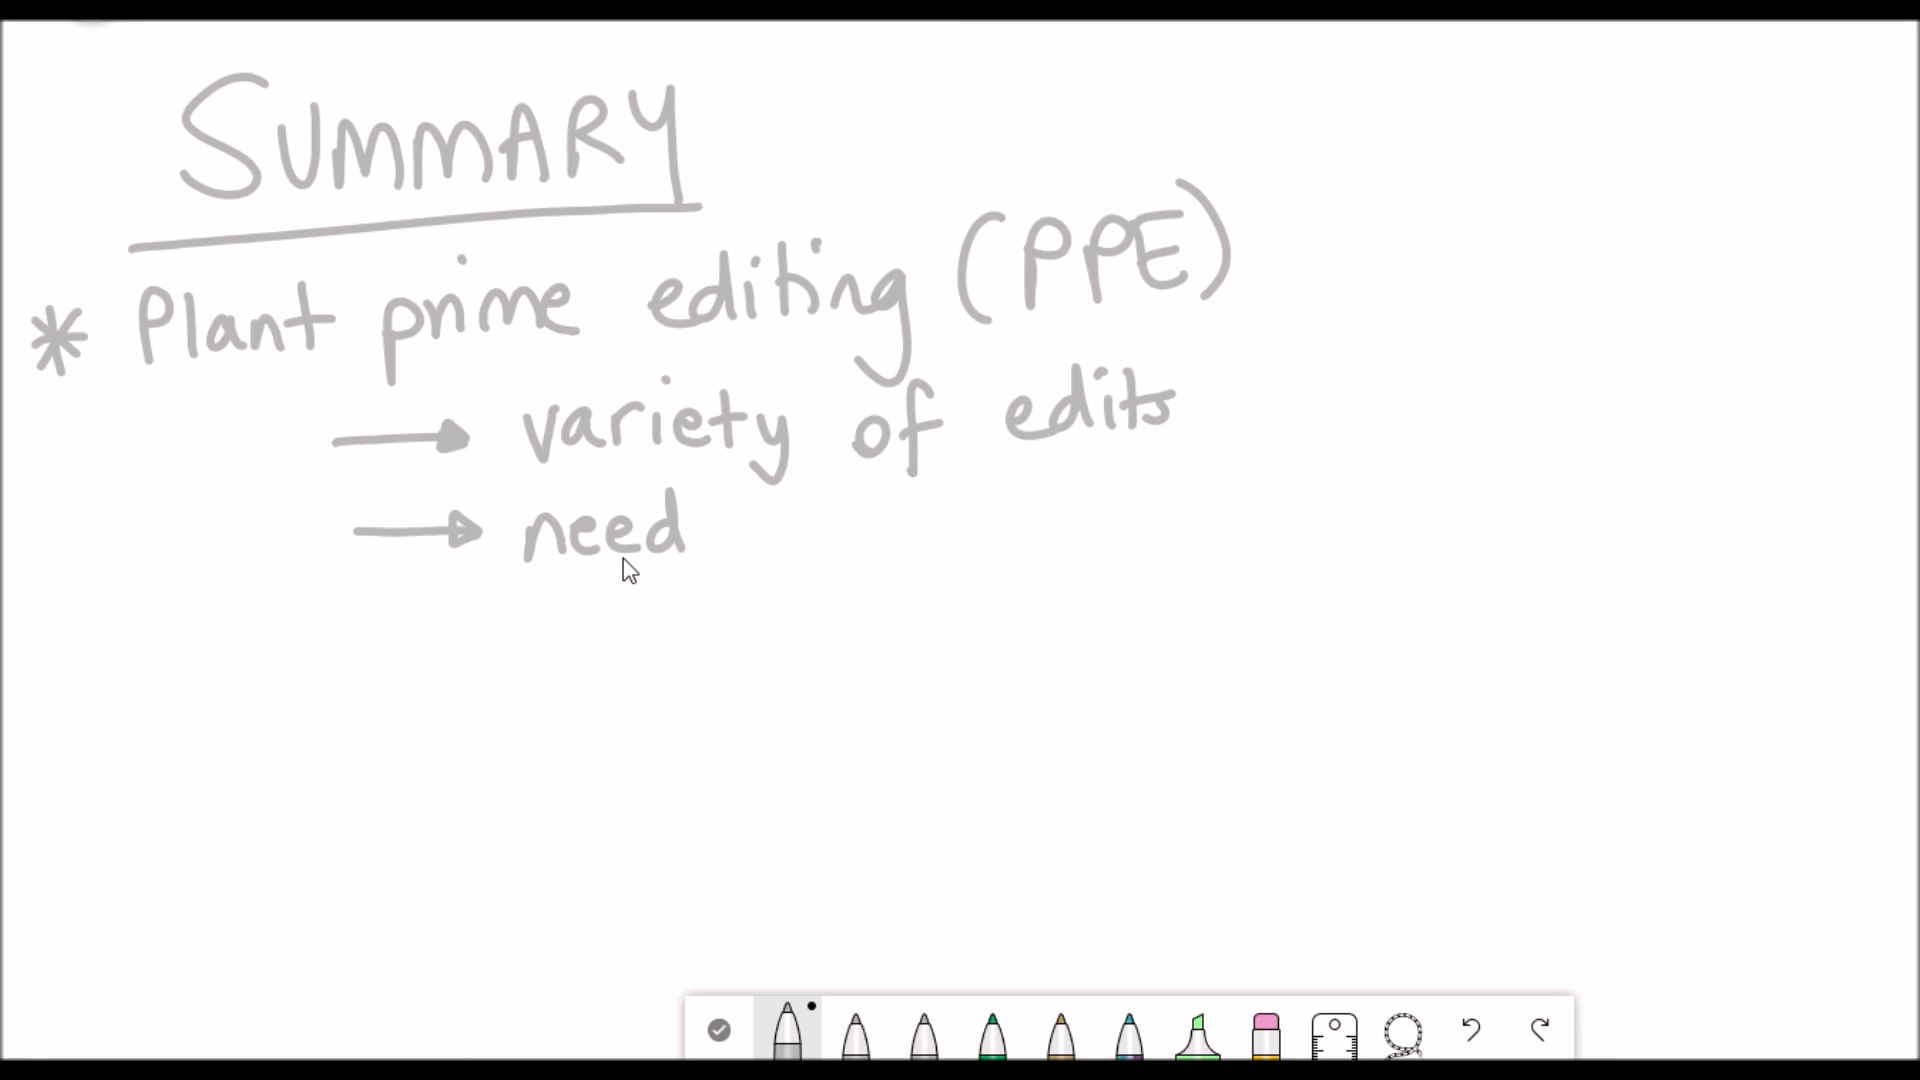 SUMMARY
* Plant prime editing (PPE)
→ variety of edits
→ need